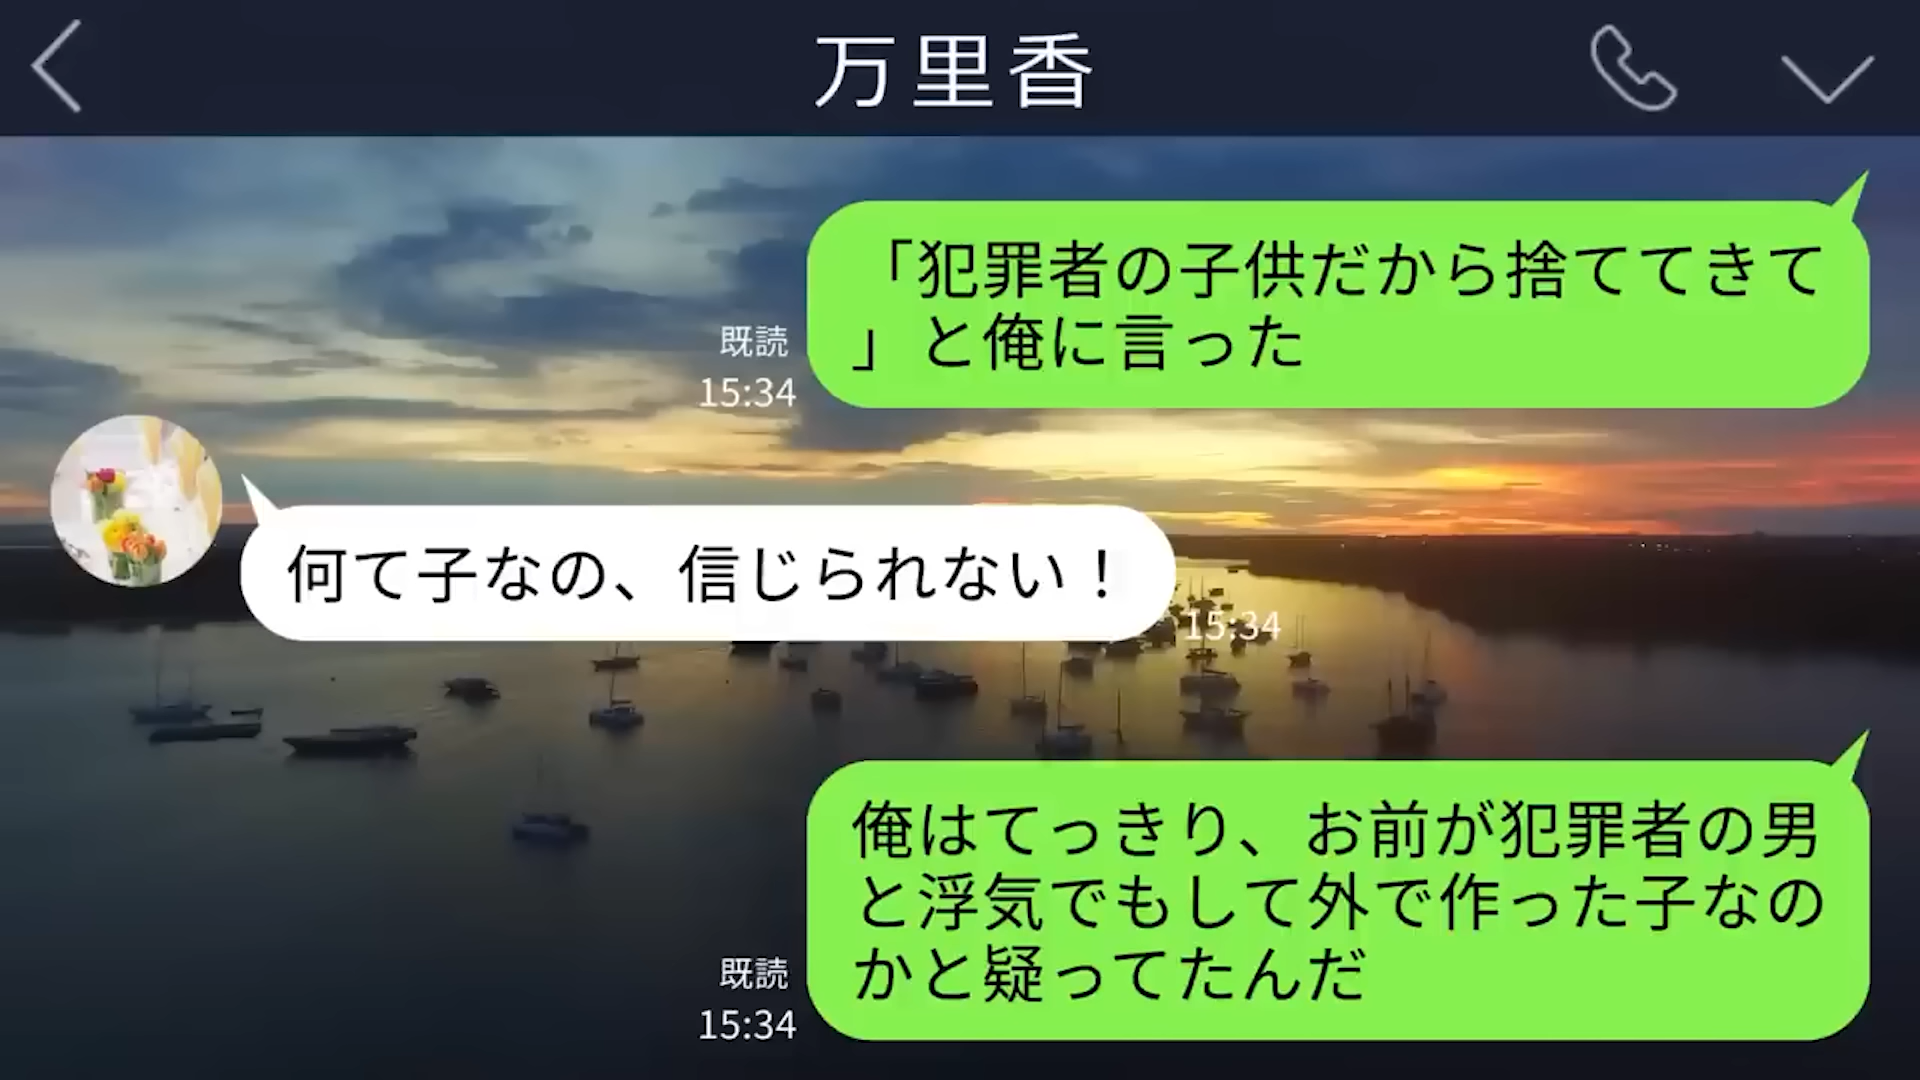 万里香
「犯罪者の子供だから捨ててきて
」と俺に言った
既読
15:34
何て子なの、信じられない！
15:34
俺はてっきり、お前が犯罪者の男
と浮気でもして外で作った子なの
かと疑ってたんだ
既読
15:34